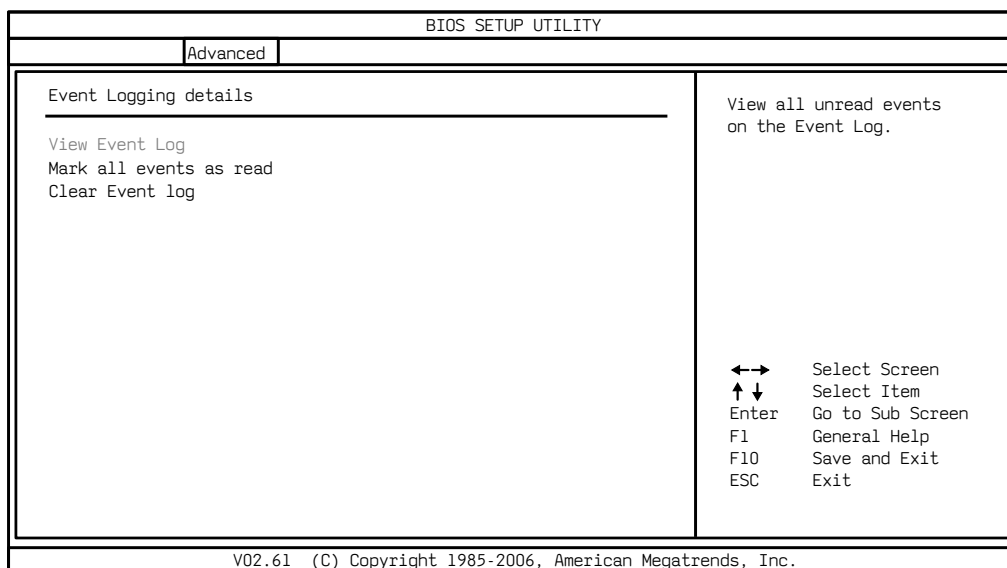 BIOS SETUP UTILITY
Advanced
Event Logging details
View Event Log
Mark all events as read
Clear Event log
View all unread events
on the Event Log.
←→ Select Screen
↑↓ Select Item
Enter Go to Sub Screen
F1 General Help
F10 Save and Exit
ESC Exit
V02.61 (C) Copyright 1985-2006, American Megatrends, Inc.